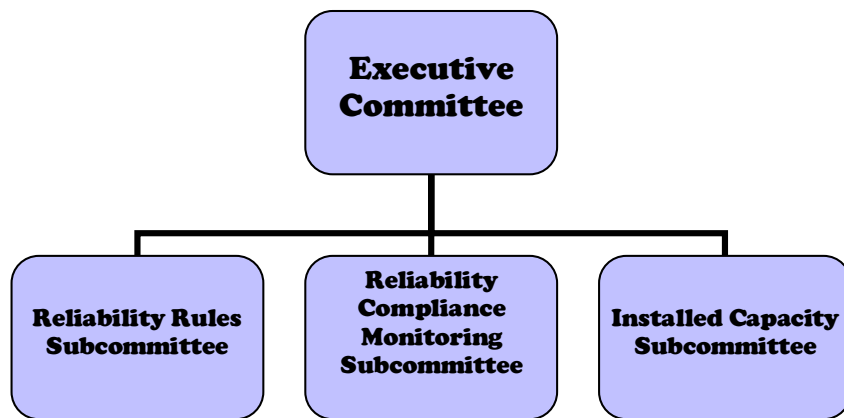 Executive
Committee
Reliability Rules
Subcommittee
Reliability
Compliance
Monitoring
Subcommittee
Installed Capacity
Subcommittee